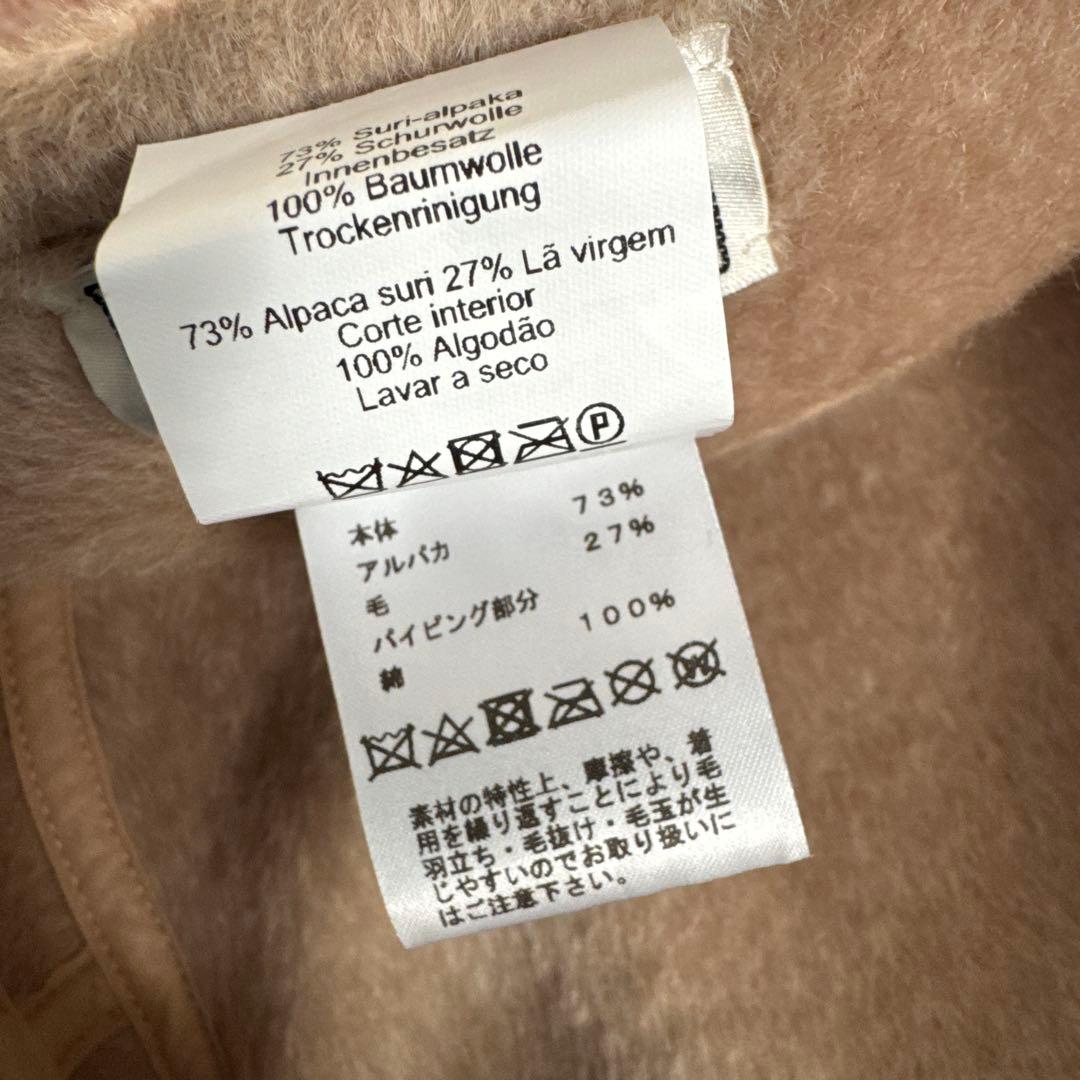 73% Suri-alpaka
27% Schurwolle
Innenbesatz
100% Baumwolle
Trockenrinigung
73% Alpaca suri 27% Lã virgem
Corte interior
100% Algodão
Lavar a seco
P
本体
アルパカ 73%
毛 27%
パイピング部分
綿 100%
W
素材の特性上、摩擦や、着
用を繰り返すことにより毛
羽立ち・毛抜け・毛玉が生
じやすいのでお取り扱いに
はご注意下さい。